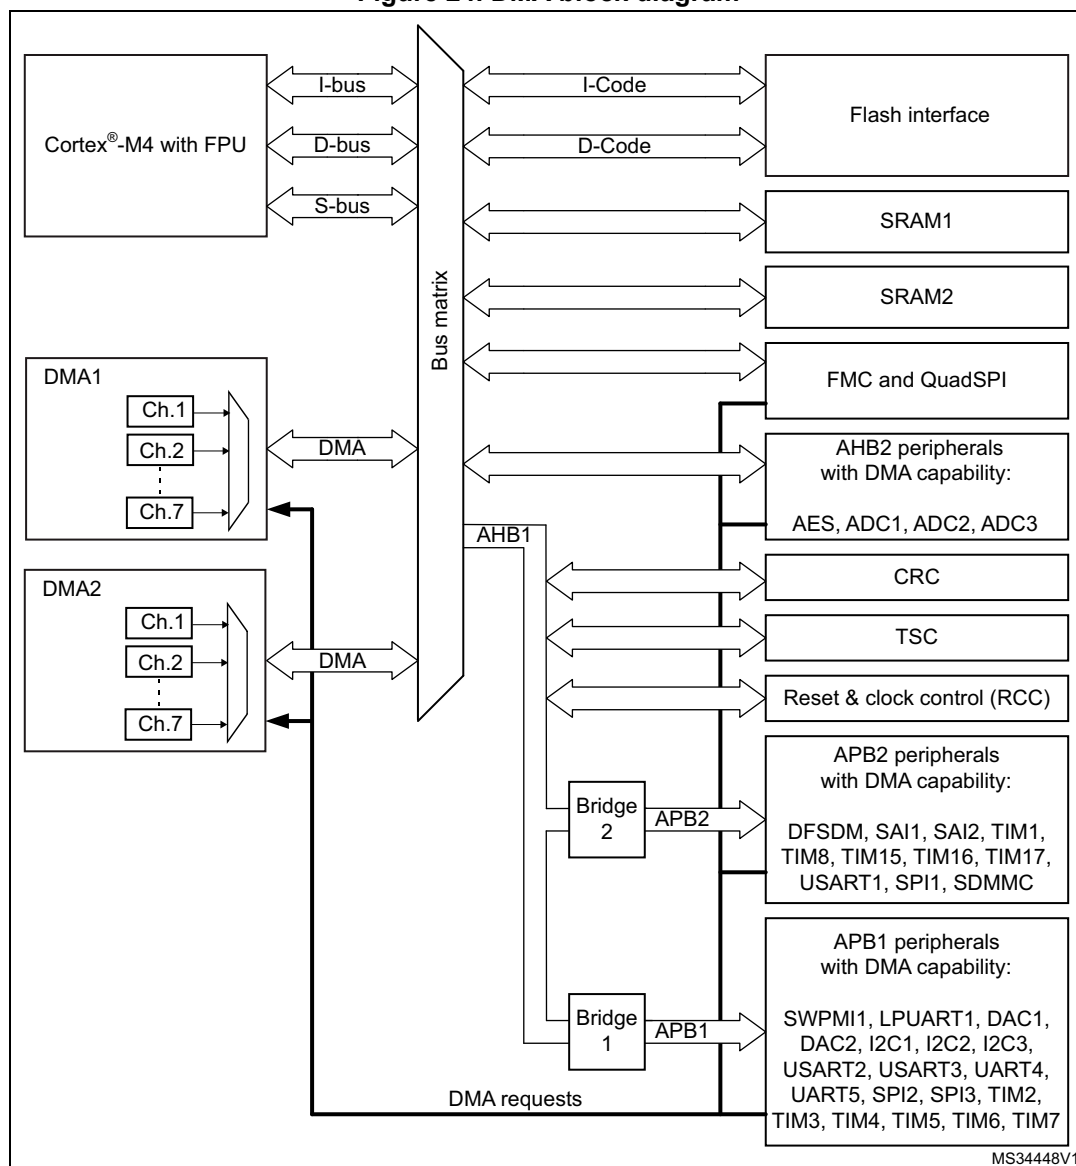 Cortex®-M4 with FPU
I-bus
D-bus
S-bus
Bus matrix
I-Code
D-Code
Flash interface
SRAM1
SRAM2
FMC and QuadSPI
DMA1
Ch.1
Ch.2
Ch.7
DMA
AHB2 peripherals
with DMA capability:
AES, ADC1, ADC2, ADC3
AHB1
DMA2
Ch.1
Ch.2
Ch.7
DMA
CRC
TSC
Reset & clock control (RCC)
Bridge
2
APB2
APB2 peripherals
with DMA capability:
DFSDM, SAI1, SAI2, TIM1,
TIM8, TIM15, TIM16, TIM17,
USART1, SPI1, SDMMC
Bridge
1
APB1
APB1 peripherals
with DMA capability:
SWPMI1, LPUART1, DAC1,
DAC2, I2C1, I2C2, I2C3,
USART2, USART3, UART4,
UART5, SPI2, SPI3, TIM2,
TIM3, TIM4, TIM5, TIM6, TIM7
DMA requests
MS34448V1